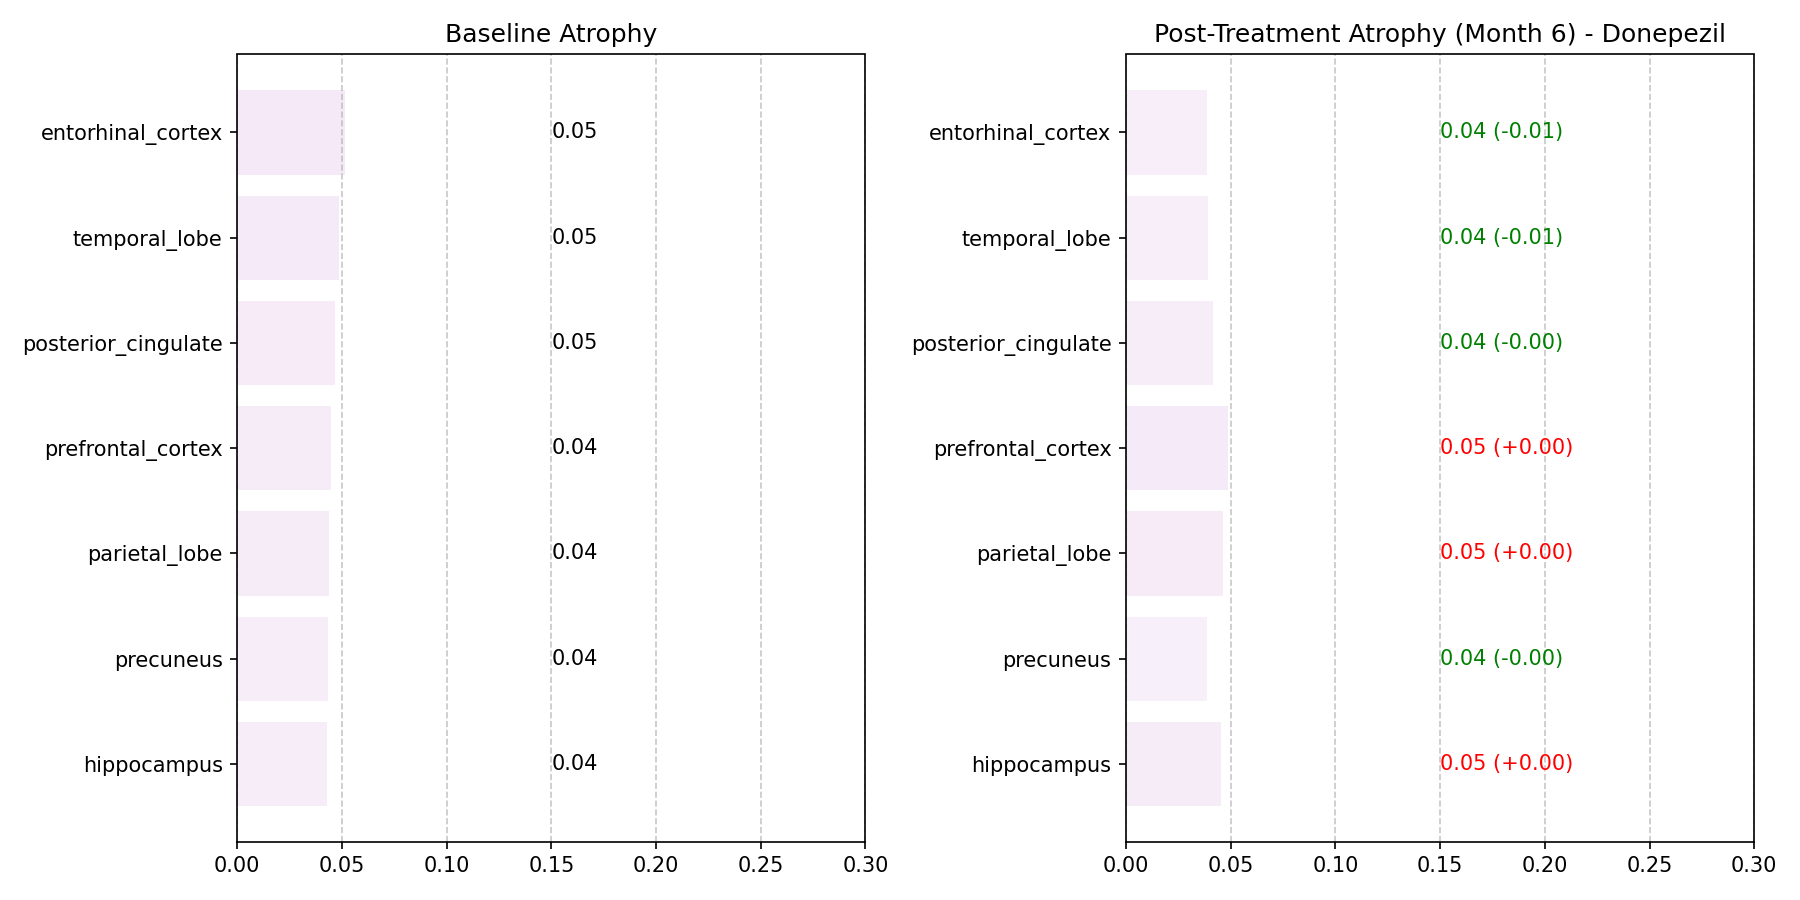 Baseline Atrophy
entorhinal_cortex 0.05
temporal_lobe 0.05
posterior_cingulate 0.05
prefrontal_cortex 0.04
parietal_lobe 0.04
precuneus 0.04
hippocampus 0.04
0.00 0.05 0.10 0.15 0.20 0.25 0.30
Post-Treatment Atrophy (Month 6) - Donepezil
entorhinal_cortex 0.04 (-0.01)
temporal_lobe 0.04 (-0.01)
posterior_cingulate 0.04 (-0.00)
prefrontal_cortex 0.05 (+0.00)
parietal_lobe 0.05 (+0.00)
precuneus 0.04 (-0.00)
hippocampus 0.05 (+0.00)
0.00 0.05 0.10 0.15 0.20 0.25 0.30